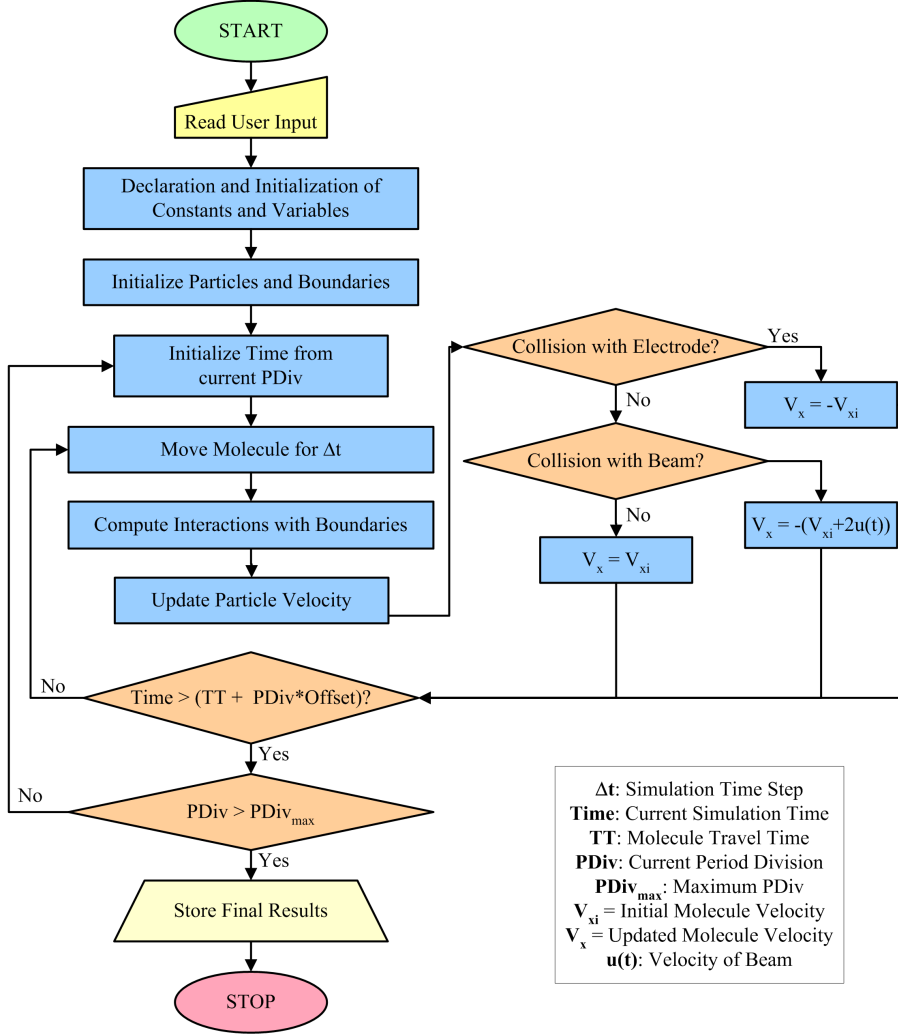 START
Read User Input
Declaration and Initialization of
Constants and Variables
Initialize Particles and Boundaries
Initialize Time from
current PDiv
Move Molecule for Δt
Compute Interactions with Boundaries
Update Particle Velocity
Collision with Electrode?
Yes
V_x = -V_xi
No
Collision with Beam?
V_x = -(V_xi+2u(t))
No
V_x = V_xi
Time > (TT + PDiv*Offset)?
No
Yes
PDiv > PDiv_max
No
Yes
Store Final Results
STOP
Δt: Simulation Time Step
Time: Current Simulation Time
TT: Molecule Travel Time
PDiv: Current Period Division
PDiv_max: Maximum PDiv
V_xi = Initial Molecule Velocity
V_x = Updated Molecule Velocity
u(t): Velocity of Beam